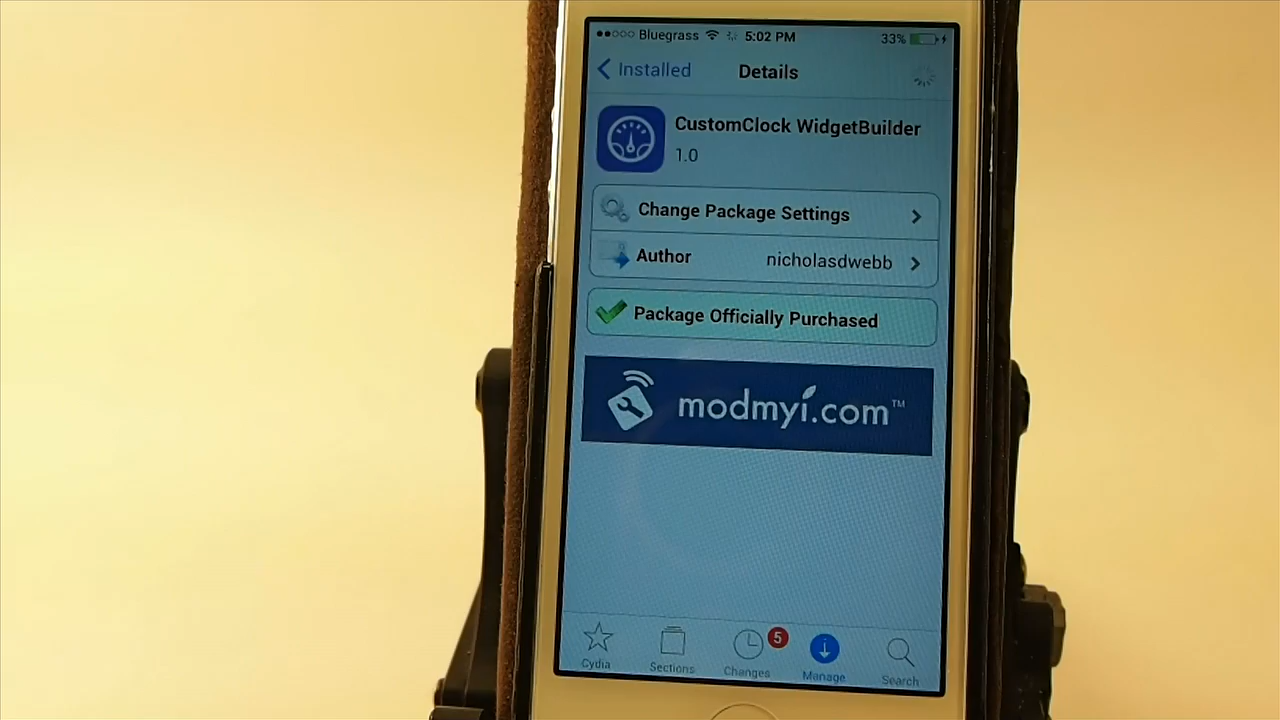 Bluegrass 5:02 PM 33%
Installed Details
CustomClock WidgetBuilder
1.0
Change Package Settings
Author nicholasdwebb
Package Officially Purchased
modmyi.com™
5
Cydia Sections Changes Manage Search